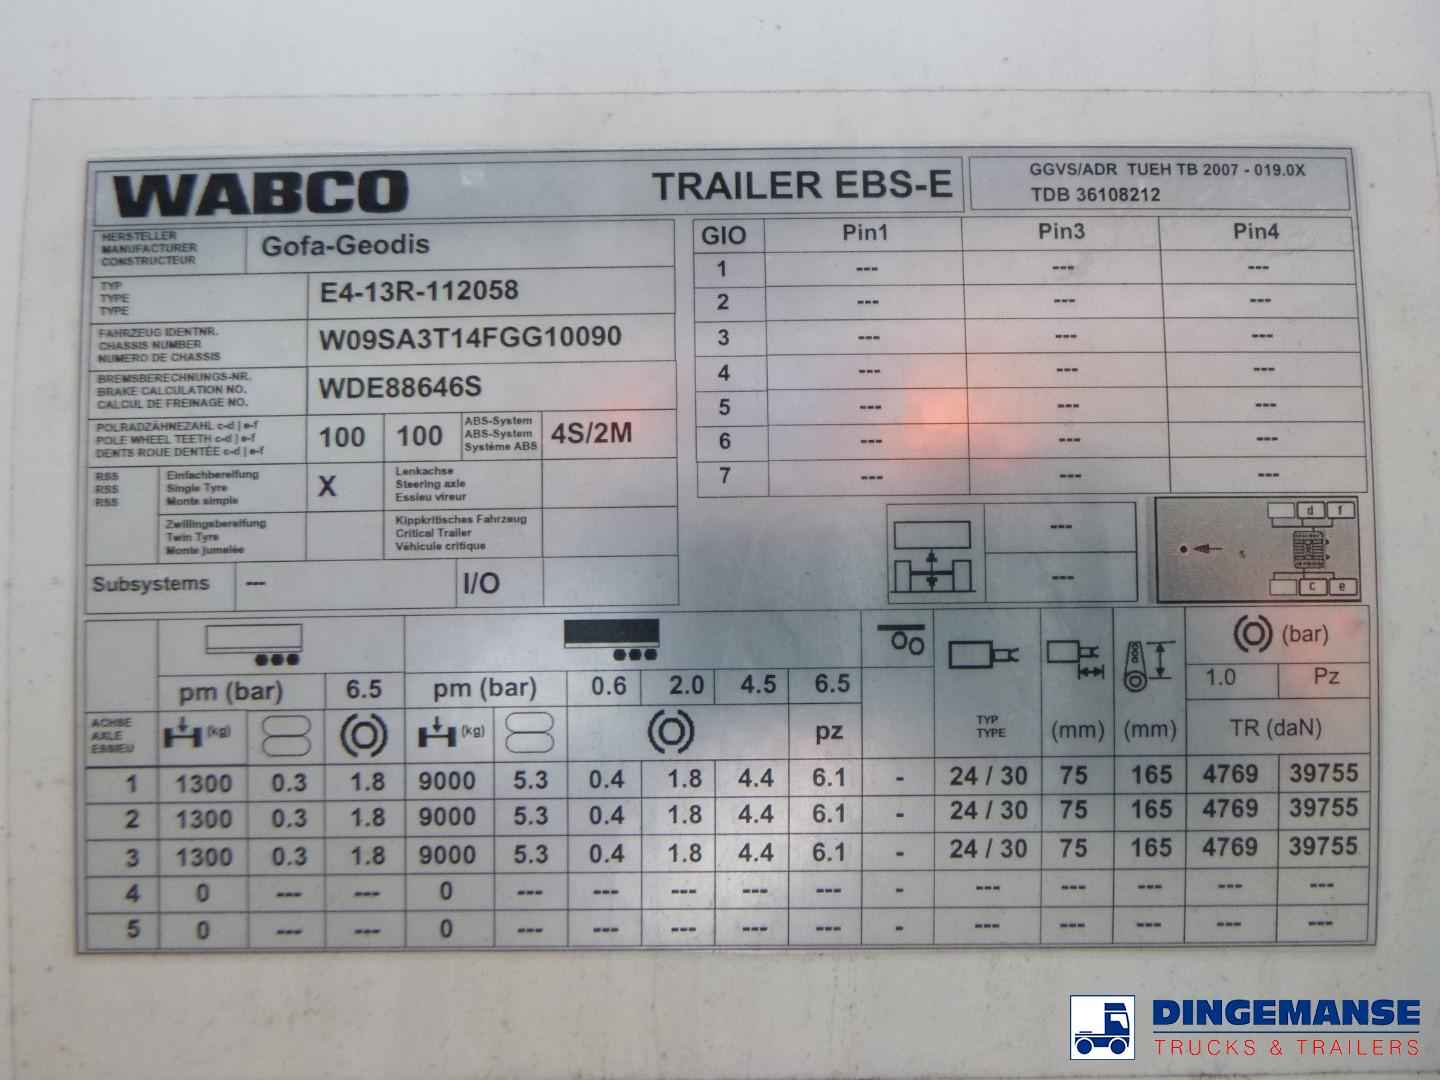 WABCO TRAILER EBS-E
GGVS/ADR TUEH TB 2007 - 019.0X
TDB 36108212
HERSTELLER
MANUFACTURER
CONSTRUCTEUR
Gofa-Geodis
TYP
TYPE
TYPE
E4-13R-112058
FAHRZEUG IDENTNR.
CHASSIS NUMBER
NUMERO DE CHASSIS
W09SA3T14FGG10090
BREMSBERECHNUNGS-NR.
BRAKE CALCULATION NO.
CALCUL DE FREINAGE NO.
WDE88646S
POLRADZÄHNEZAHL c-d | e-f
POLE WHEEL TEETH c-d | e-f
DENTS ROUE DENTÉE c-d | e-f
100 100
ABS-System
ABS-System
Système ABS
4S/2M
RSS
RSS
RSS
Einfachbereifung
Single Tyre
Monte simple
X
Lenkachse
Steering axle
Essieu vireur
Zwillingsbereifung
Twin Tyre
Monte jumelée
Kippkritisches Fahrzeug
Critical Trailer
Véhicule critique
Subsystems --- I/O
GIO Pin1 Pin3 Pin4
1 --- --- ---
2 --- --- ---
3 --- --- ---
4 --- --- ---
5 --- --- ---
6 --- --- ---
7 --- --- ---
---
---
d f
c e
(bar)
pm (bar) 6.5 pm (bar) 0.6 2.0 4.5 6.5 1.0 Pz
ACHSE
AXLE
ESSIEU
(kg) (kg) pz
TYP
TYPE
(mm) (mm) TR (daN)
1 1300 0.3 1.8 9000 5.3 0.4 1.8 4.4 6.1 - 24 / 30 75 165 4769 39755
2 1300 0.3 1.8 9000 5.3 0.4 1.8 4.4 6.1 - 24 / 30 75 165 4769 39755
3 1300 0.3 1.8 9000 5.3 0.4 1.8 4.4 6.1 - 24 / 30 75 165 4769 39755
4 0 --- --- 0 --- --- --- --- --- - --- --- --- --- ---
5 0 --- --- 0 --- --- --- --- --- - --- --- --- --- ---
DINGEMANSE
TRUCKS & TRAILERS